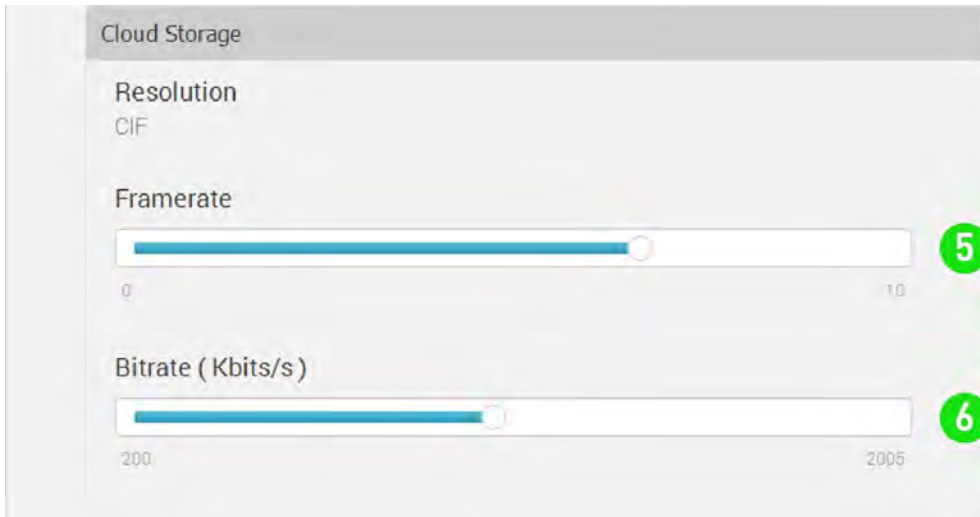 Cloud Storage
Resolution
CIF
Framerate
5
0 10
Bitrate ( Kbits/s )
6
200 2005